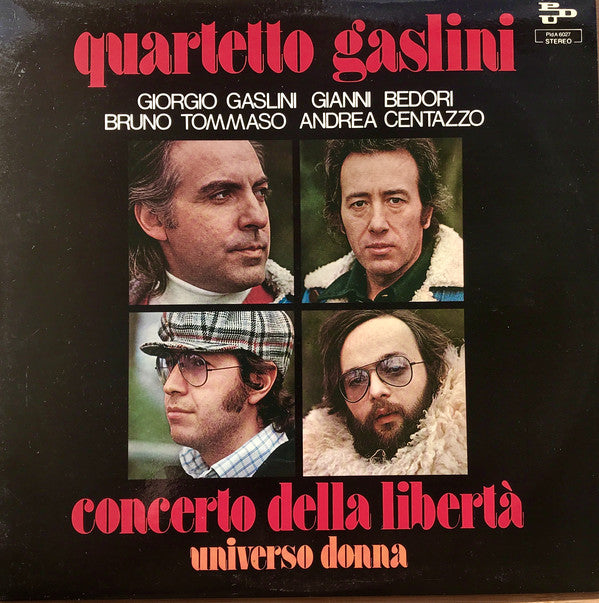 quartetto gaslini
PDU
PldA 6027
STEREO
GIORGIO GASLINI GIANNI BEDORI
BRUNO TOMMASO ANDREA CENTAZZO
concerto della libertà
universo donna